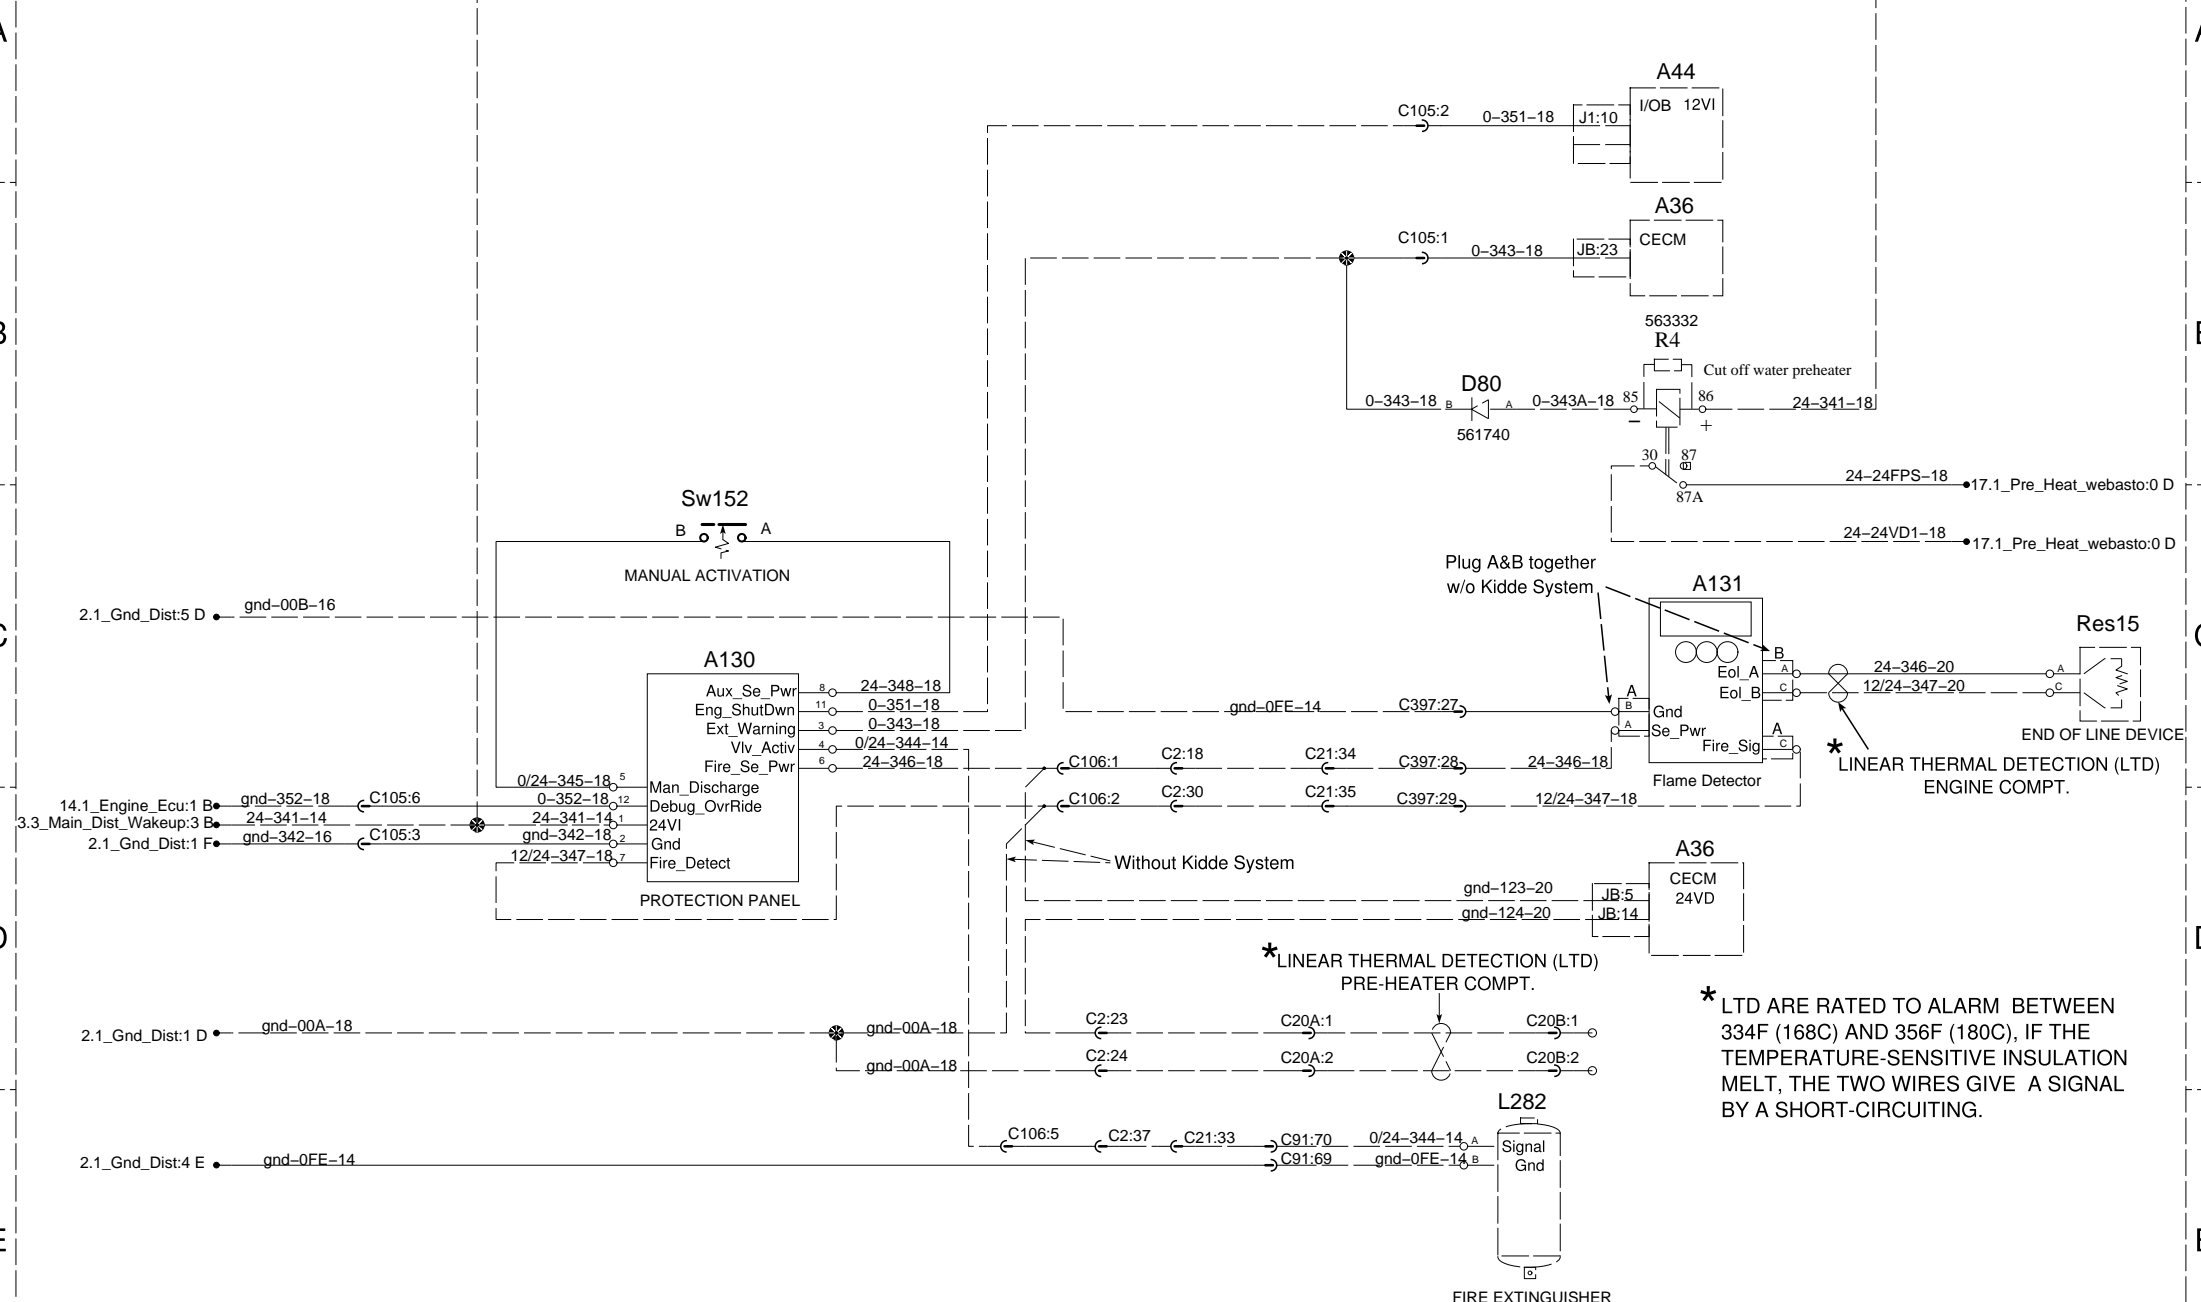 A
A
A44
I/OB 12VI
C105:2
0–351–18
J1:10
A36
CECM
C105:1
0–343–18
JB:23
B
563332
R4
Cut off water preheater
D80
0–343–18
B
A
0–343A–18
85
86
24–341–18
–
+
561740
30
87
87A
24–24FPS–18
17.1_Pre_Heat_webasto:0 D
24–24VD1–18
17.1_Pre_Heat_webasto:0 D
Sw152
B
A
MANUAL ACTIVATION
Plug A&B together
w/o Kidde System
2.1_Gnd_Dist:5 D
gnd–00B–16
A131
Res15
A130
Aux_Se_Pwr
8
24–348–18
Eng_ShutDwn
11
0–351–18
Ext_Warning
3
0–343–18
Vlv_Activ
4
0/24–344–14
Fire_Se_Pwr
6
24–346–18
B
Eol_A
A
24–346–20
A
Eol_B
C
12/24–347–20
C
gnd–0FE–14
C397:27
A
B
Gnd
A
Se_Pwr
A
Fire_Sig
C
END OF LINE DEVICE
*
LINEAR THERMAL DETECTION (LTD)
ENGINE COMPT.
C106:1
C2:18
C21:34
C397:28
24–346–18
Flame Detector
C106:2
C2:30
C21:35
C397:29
12/24–347–18
0/24–345–18
5
Man_Discharge
14.1_Engine_Ecu:1 B
gnd–352–18
C105:6
0–352–18
12
Debug_OvrRide
3.3_Main_Dist_Wakeup:3 B
24–341–14
24–341–14
1
24VI
2.1_Gnd_Dist:1 F
gnd–342–16
C105:3
gnd–342–18
2
Gnd
12/24–347–18
7
Fire_Detect
PROTECTION PANEL
Without Kidde System
A36
CECM
24VD
gnd–123–20
JB:5
gnd–124–20
JB:14
D
*
LINEAR THERMAL DETECTION (LTD)
PRE-HEATER COMPT.
*
LTD ARE RATED TO ALARM BETWEEN
334F (168C) AND 356F (180C), IF THE
TEMPERATURE-SENSITIVE INSULATION
MELT, THE TWO WIRES GIVE A SIGNAL
BY A SHORT-CIRCUITING.
2.1_Gnd_Dist:1 D
gnd–00A–18
gnd–00A–18
C2:23
C20A:1
C20B:1
gnd–00A–18
C2:24
C20A:2
C20B:2
L282
C106:5
C2:37
C21:33
C91:70
0/24–344–14
A
Signal
2.1_Gnd_Dist:4 E
gnd–0FE–14
C91:69
gnd–0FE–14
B
Gnd
E
FIRE EXTINGUISHER